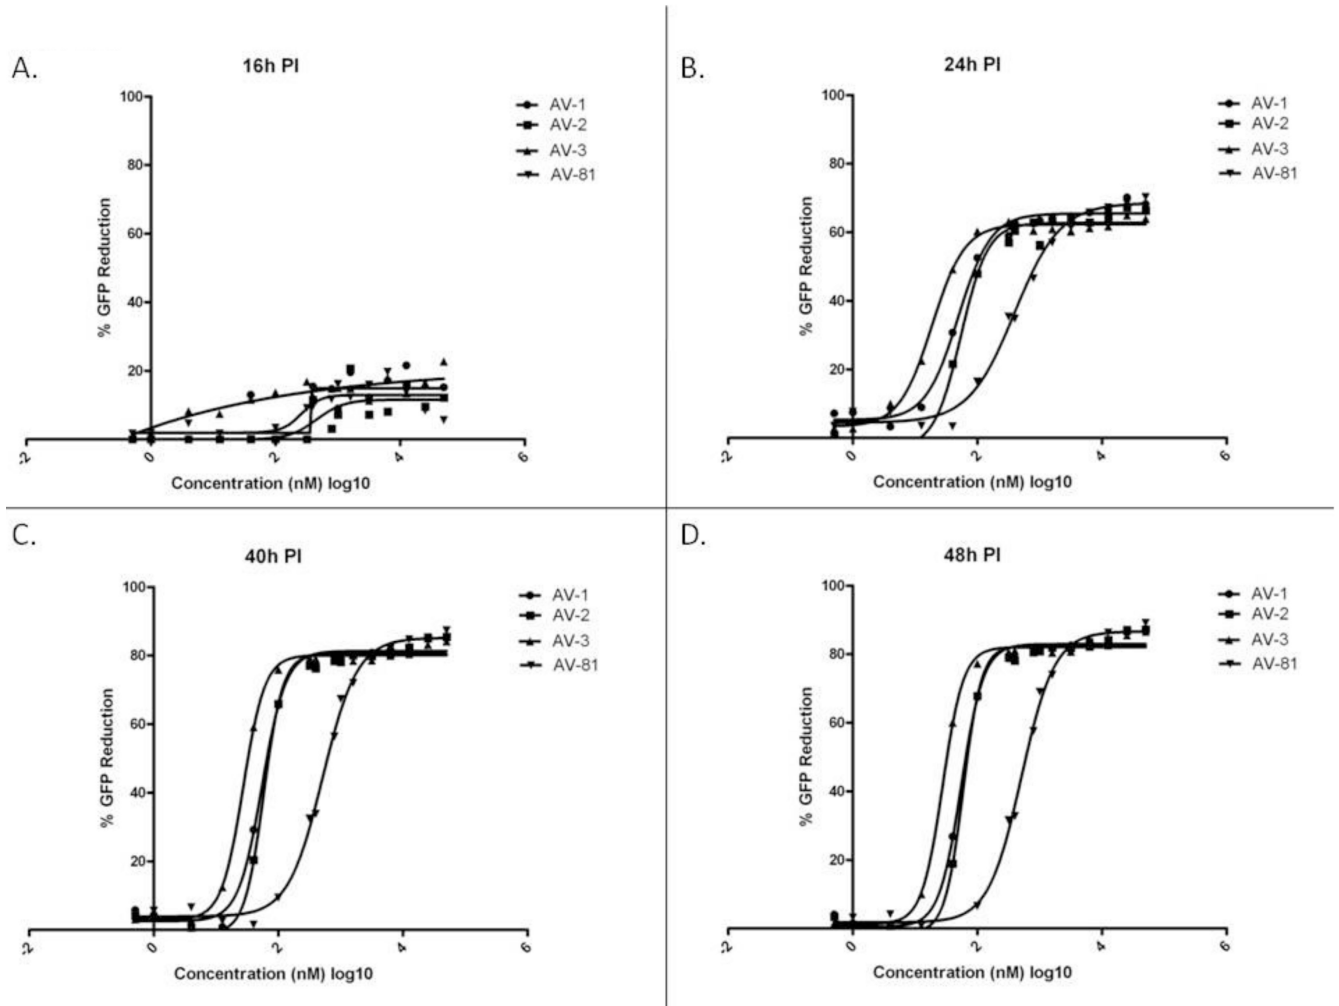 A.
16h PI
% GFP Reduction
100
80
60
40
20
-2
0
2
4
6
Concentration (nM) log10
AV-1
AV-2
AV-3
AV-81
B.
24h PI
% GFP Reduction
100
80
60
40
20
-2
0
2
4
6
Concentration (nM) log10
AV-1
AV-2
AV-3
AV-81
C.
40h PI
% GFP Reduction
100
80
60
40
20
-2
0
2
4
6
Concentration (nM) log10
AV-1
AV-2
AV-3
AV-81
D.
48h PI
% GFP Reduction
100
80
60
40
20
-2
0
2
4
6
Concentration (nM) log10
AV-1
AV-2
AV-3
AV-81